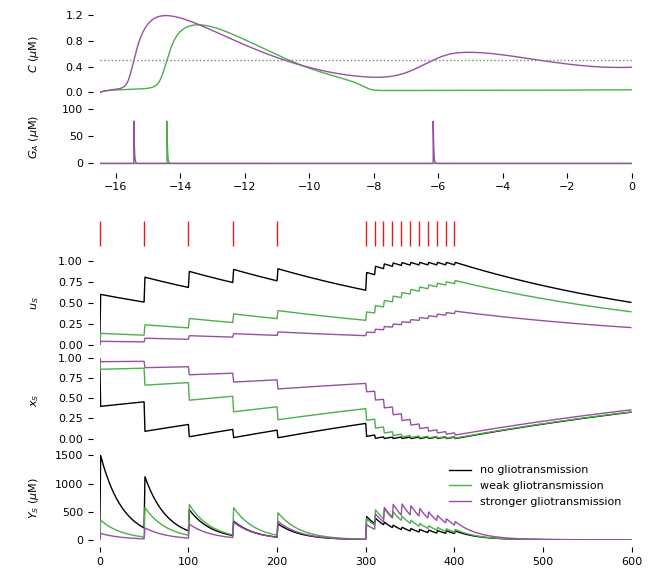 1.2
0.8
0.4
0.0
C (μM)
100
50
0
G_A (μM)
−16 −14 −12 −10 −8 −6 −4 −2 0
1.00
0.75
0.50
0.25
0.00
u_S
1.00
0.75
0.50
0.25
0.00
x_S
1500
1000
500
0
Y_S (μM)
no gliotransmission
weak gliotransmission
stronger gliotransmission
0 100 200 300 400 500 600